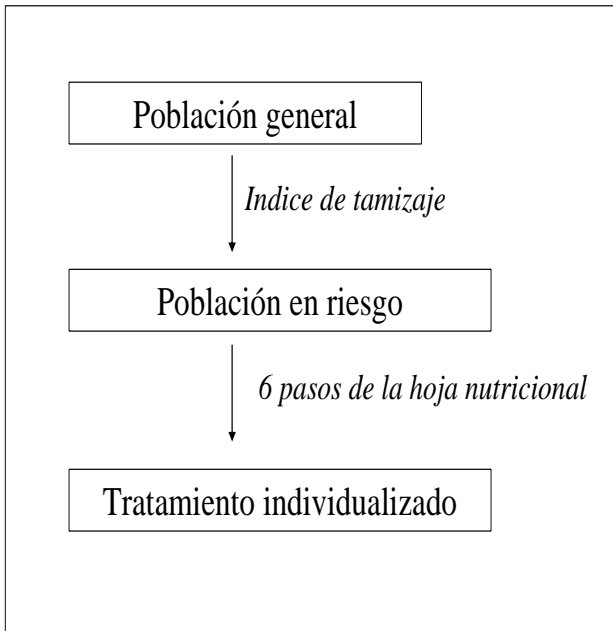 Población general
Indice de tamizaje
Población en riesgo
6 pasos de la hoja nutricional
Tratamiento individualizado